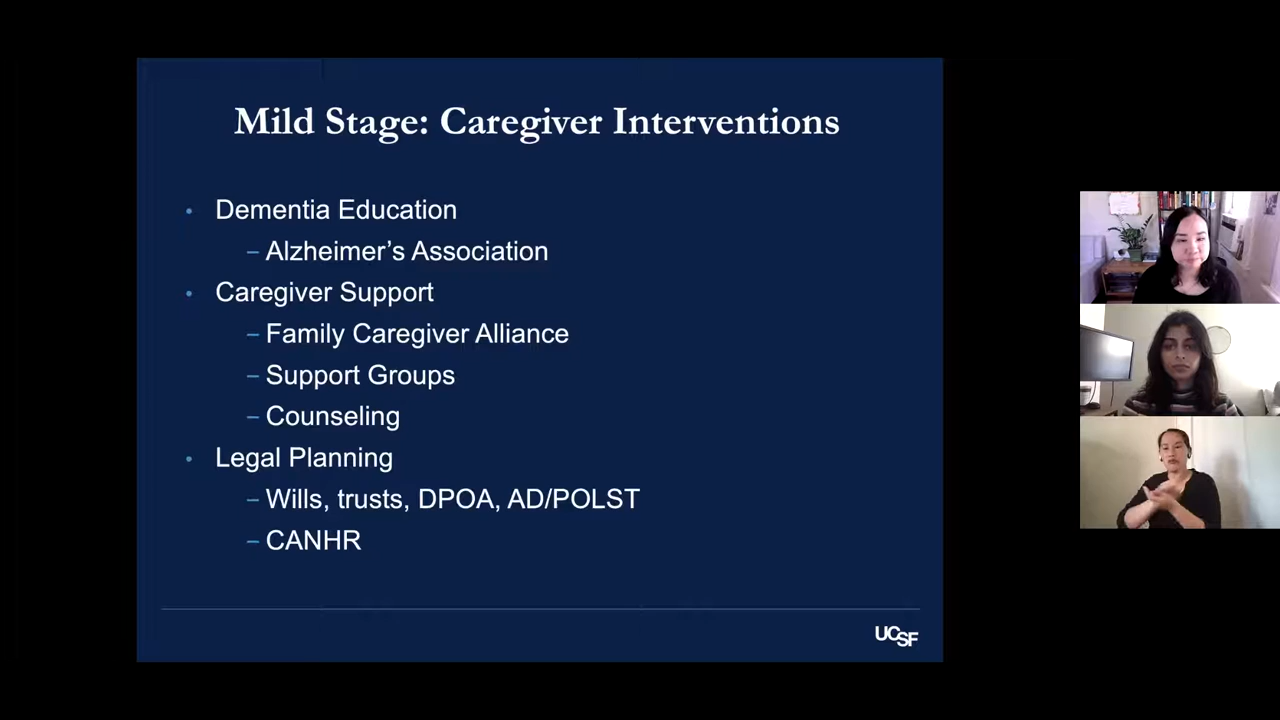 Mild Stage: Caregiver Interventions
• Dementia Education
– Alzheimer’s Association
• Caregiver Support
– Family Caregiver Alliance
– Support Groups
– Counseling
• Legal Planning
– Wills, trusts, DPOA, AD/POLST
– CANHR
UCSF